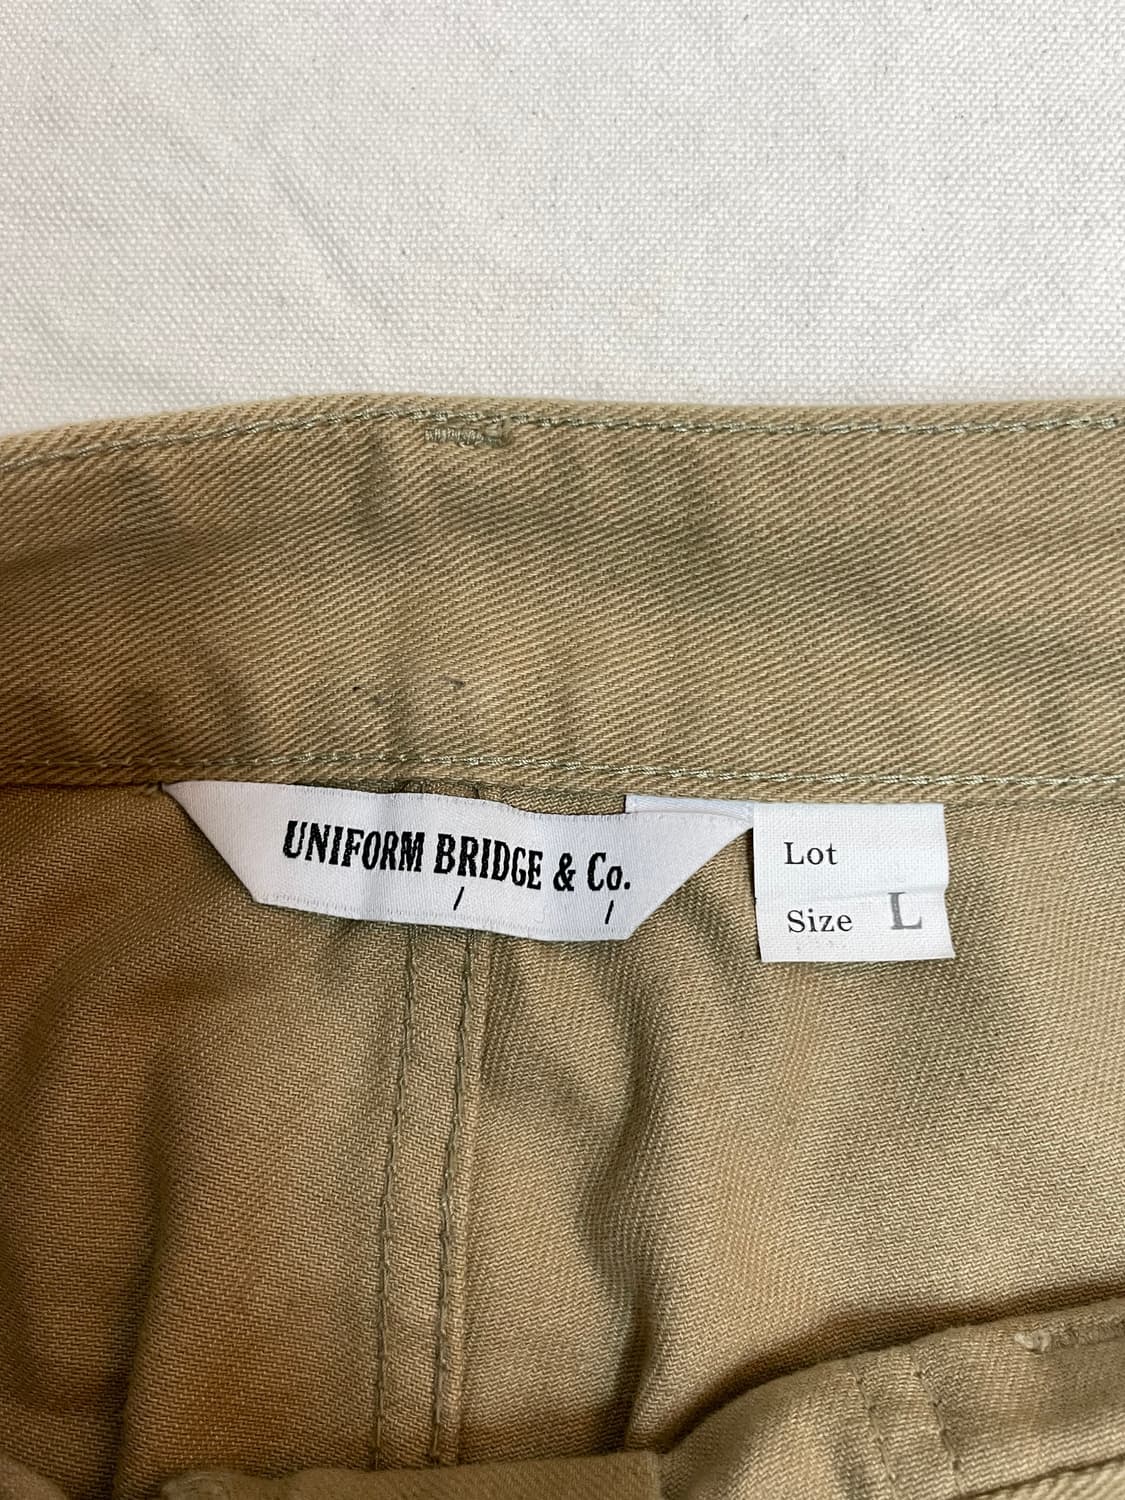 UNIFORM BRIDGE & Co.
Lot
Size L